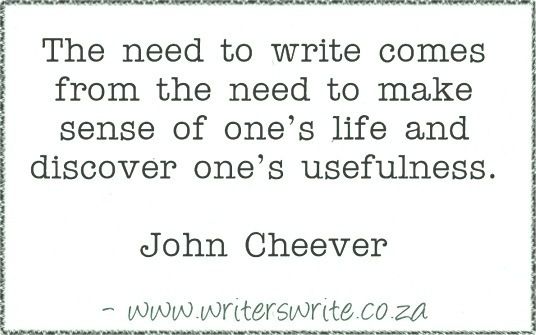 The need to write comes
from the need to make
sense of one's life and
discover one's usefulness.
John Cheever
- www.writerswrite.co.za